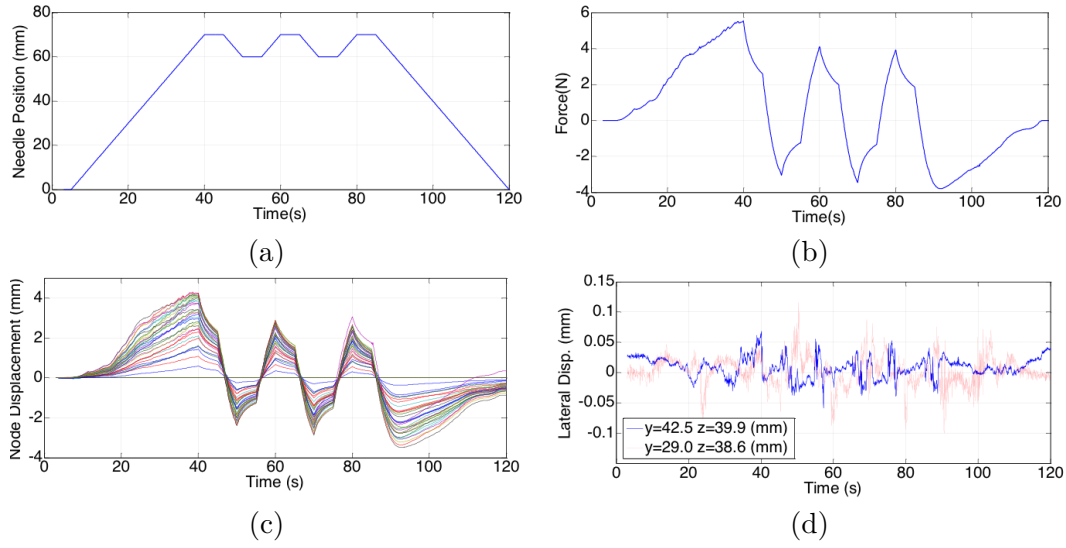 80
60
40
20
0
Needle Position (mm)
0 20 40 60 80 100 120
Time(s)
(a)
6
4
2
0
-2
-4
Force(N)
0 20 40 60 80 100 120
Time(s)
(b)
4
2
0
-2
-4
Node Displacement (mm)
0 20 40 60 80 100 120
Time (s)
(c)
0.15
0.1
0.05
0
-0.05
-0.1
Lateral Disp. (mm)
y=42.5 z=39.9 (mm)
y=29.0 z=38.6 (mm)
0 20 40 60 80 100 120
Time (s)
(d)